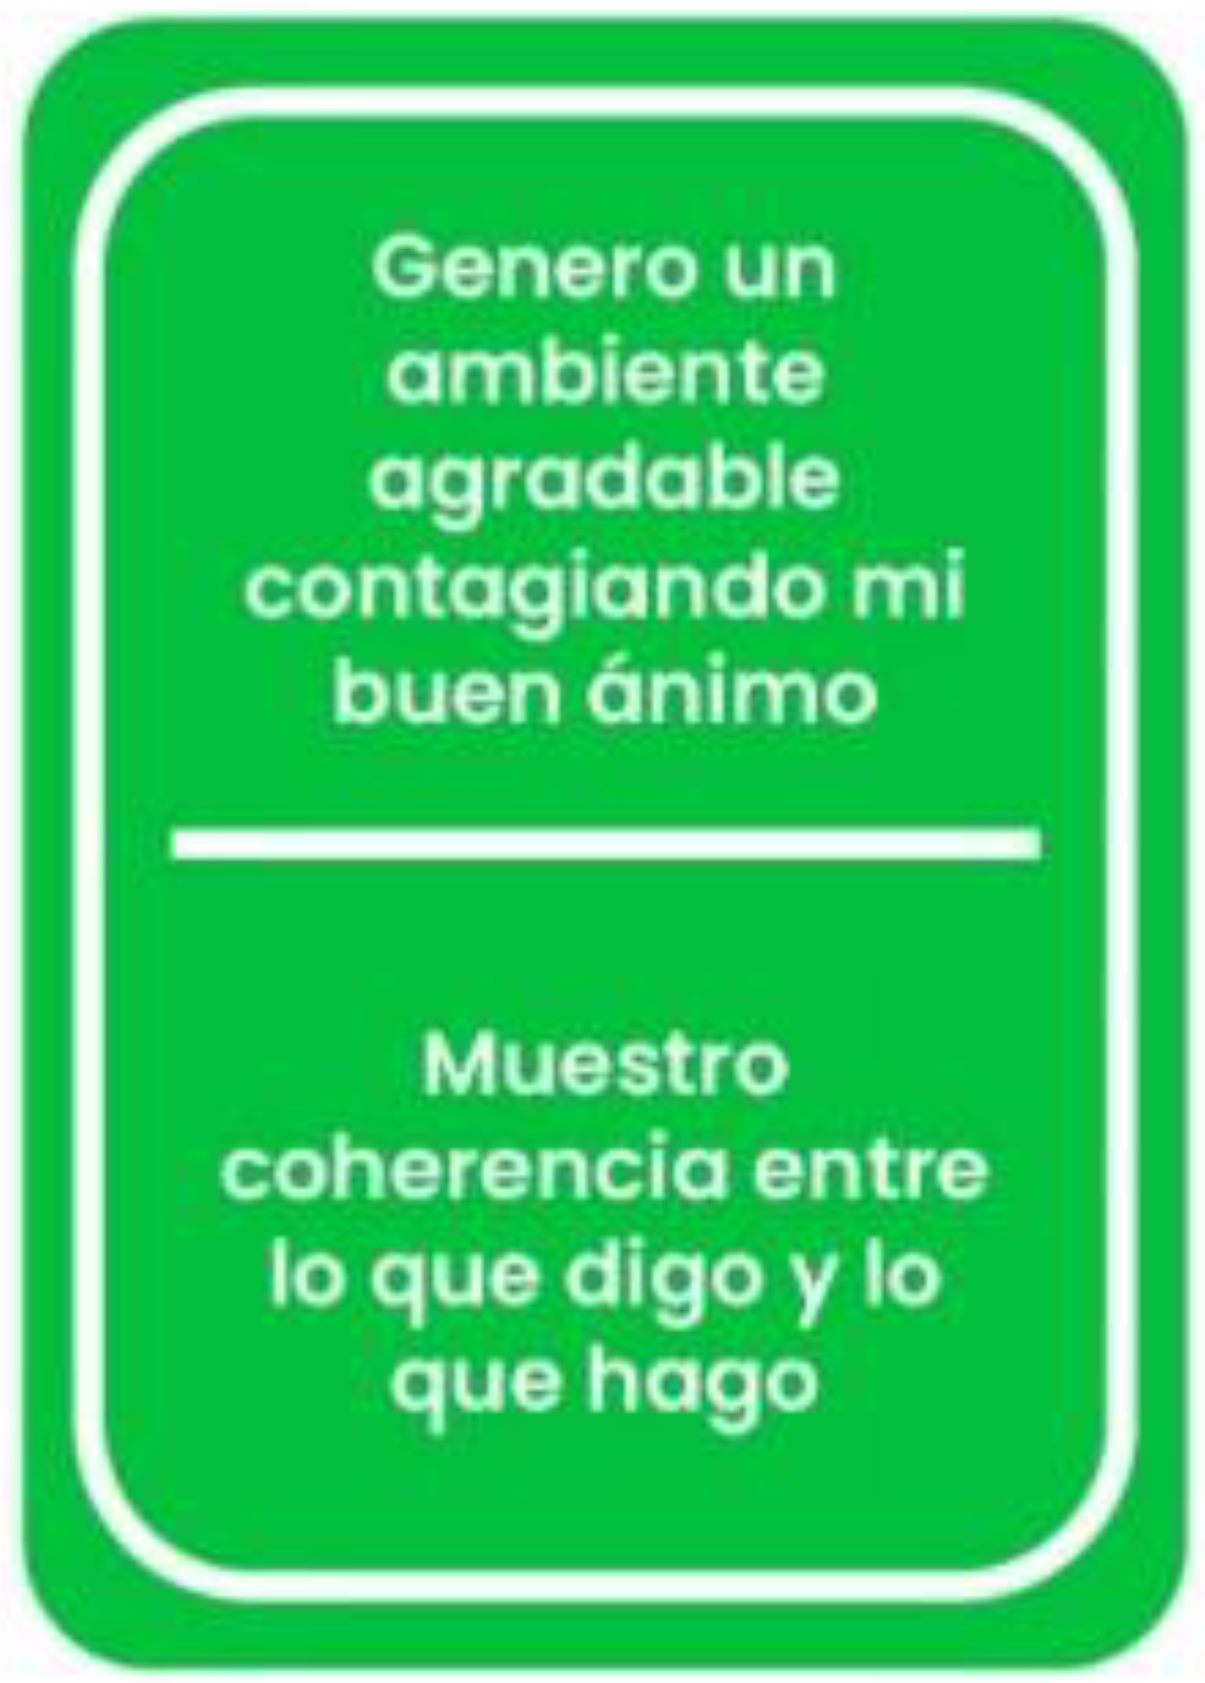 Genero un
ambiente
agradable
contagiando mi
buen ánimo
Muestro
coherencia entre
lo que digo y lo
que hago